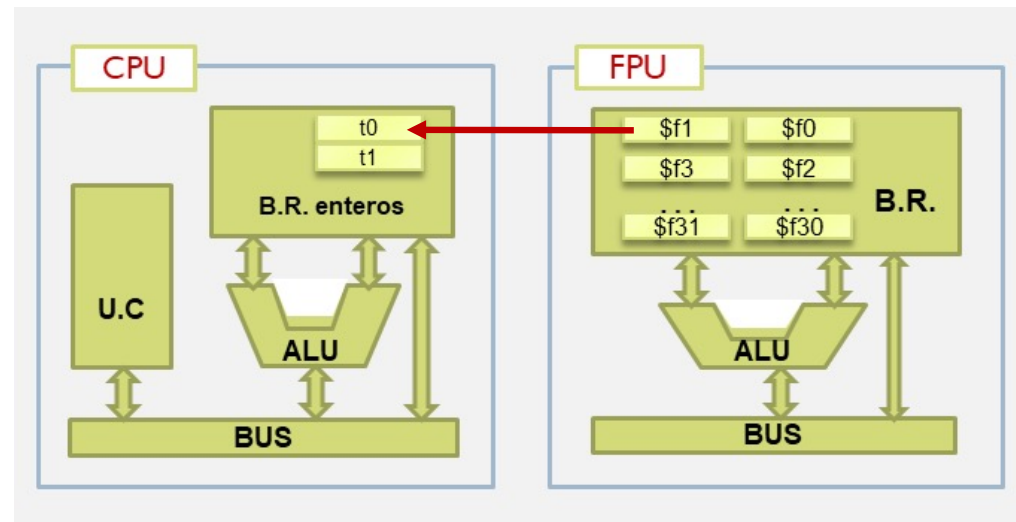 CPU
t0
t1
B.R. enteros
U.C
ALU
BUS
FPU
$f1 $f0
$f3 $f2
... ...
$f31 $f30
B.R.
ALU
BUS